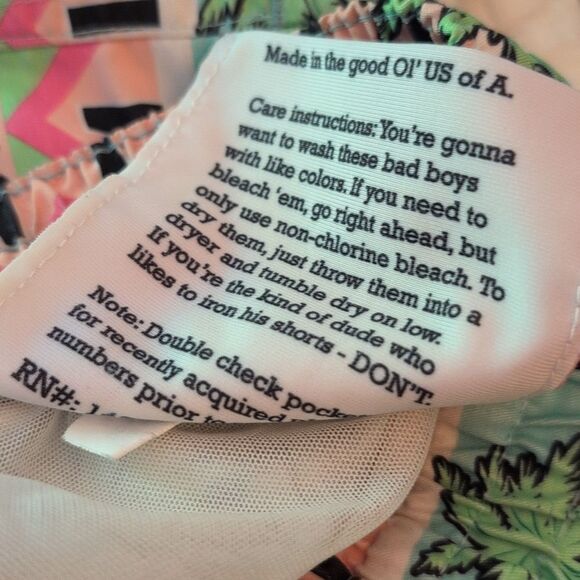 Made in the good Ol' US of A.
Care instructions: You're gonna
want to wash these bad boys
with like colors. If you need to
bleach 'em, go right ahead, but
only use non-chlorine bleach. To
dry them, just throw them into a
dryer and tumble dry on low.
If you're the kind of dude who
likes to iron his shorts - DON'T.
Note: Double check
for recently acquired
numbers prior
RN#: